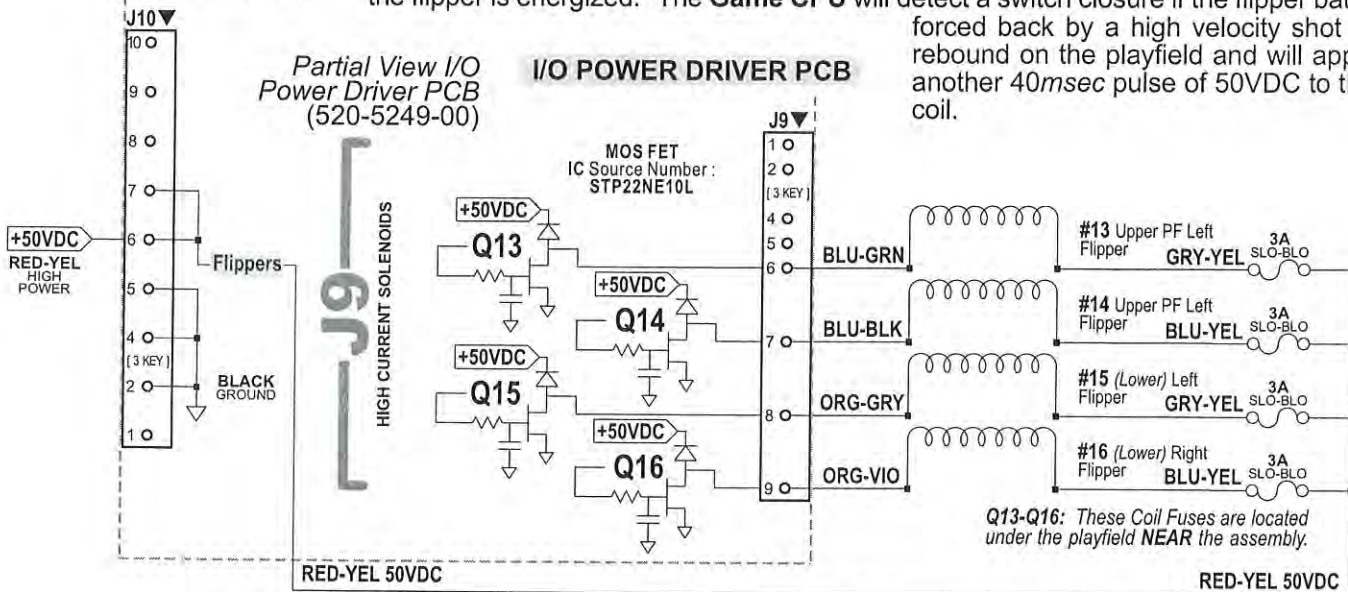 the flipper is energized. The Game CPU will detect a switch closure if the flipper bat
forced back by a high velocity shot
rebound on the playfield and will app
another 40msec pulse of 50VDC to th
coil.
J10▼
10
9
8
7
6
5
4
[ 3 KEY ]
2
1
+50VDC
RED-YEL
HIGH
POWER
Flippers
BLACK
GROUND
Partial View I/O
Power Driver PCB
(520-5249-00)
I/O POWER DRIVER PCB
J9
HIGH CURRENT SOLENOIDS
MOS FET
IC Source Number :
STP22NE10L
+50VDC
Q13
+50VDC
Q14
+50VDC
Q15
+50VDC
Q16
J9▼
1
2
[ 3 KEY ]
4
5
6
7
8
9
BLU-GRN
BLU-BLK
ORG-GRY
ORG-VIO
#13 Upper PF Left
Flipper
GRY-YEL
3A
SLO-BLO
#14 Upper PF Left
Flipper
BLU-YEL
3A
SLO-BLO
#15 (Lower) Left
Flipper
GRY-YEL
3A
SLO-BLO
#16 (Lower) Right
Flipper
BLU-YEL
3A
SLO-BLO
Q13-Q16: These Coil Fuses are located
under the playfield NEAR the assembly.
RED-YEL 50VDC
RED-YEL 50VDC